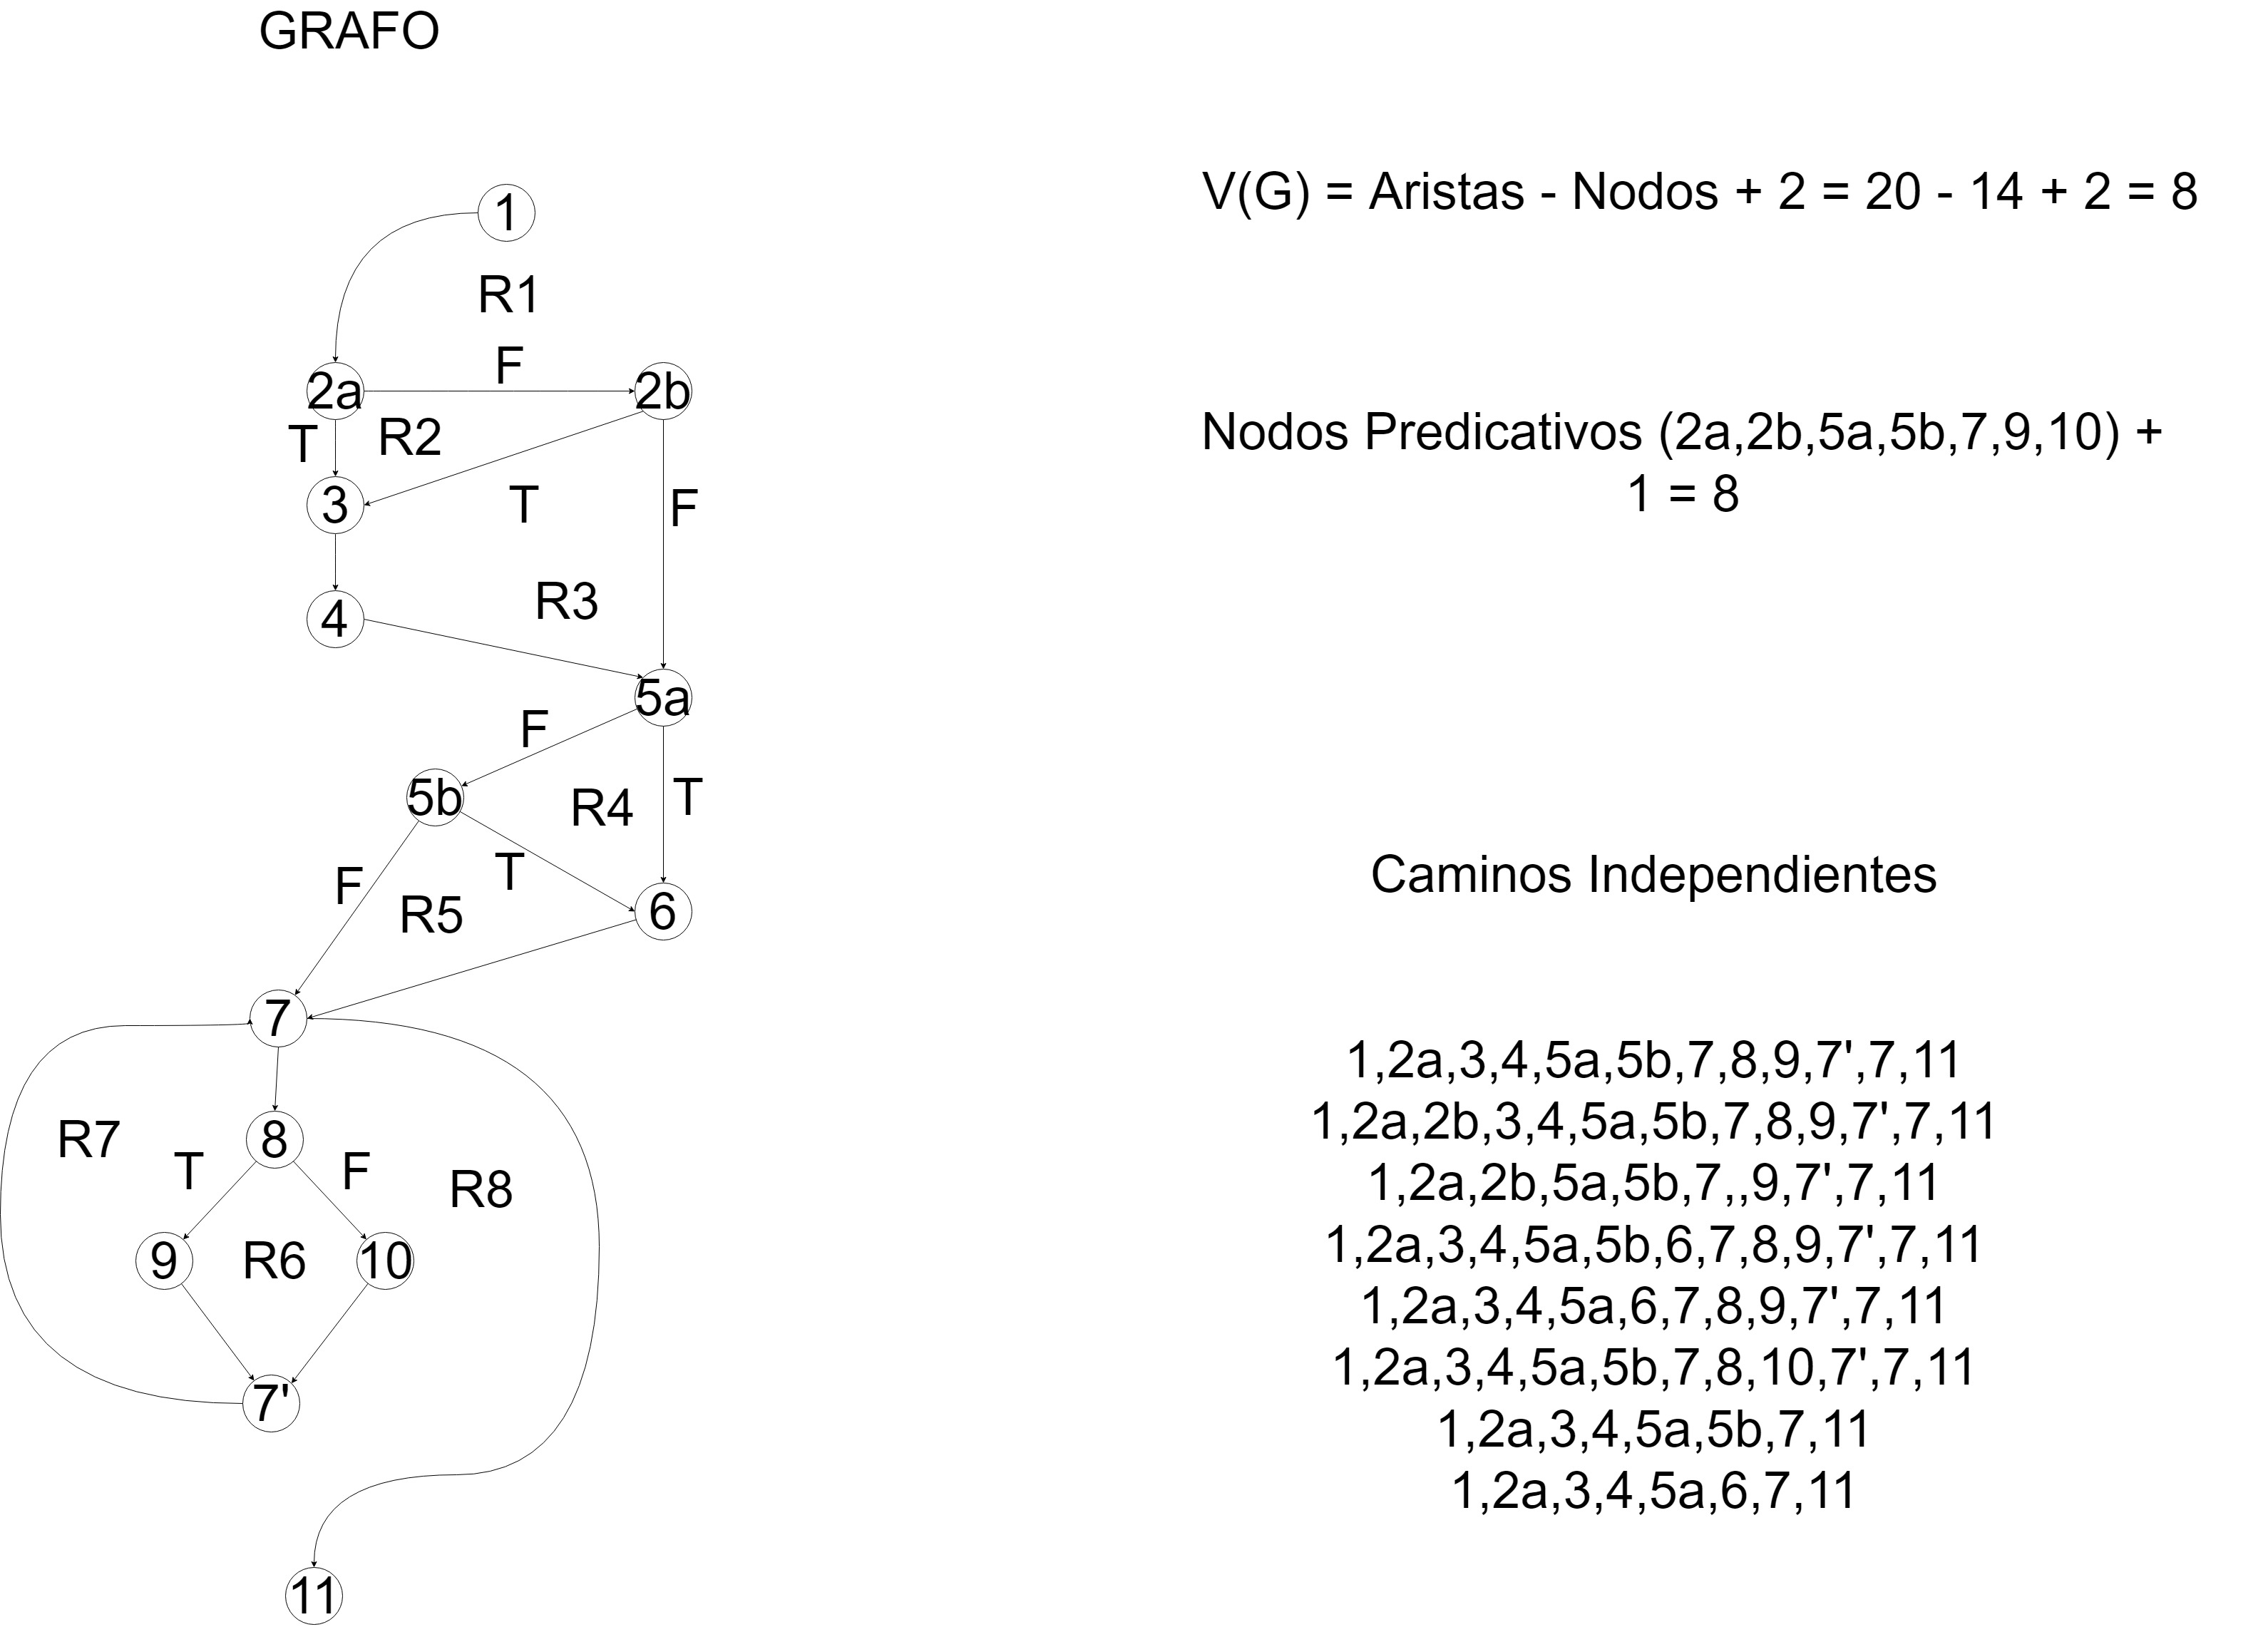 GRAFO
1
R1
2a
F
2b
T
R2
3
T
F
R3
4
5a
F
5b
R4
T
F
T
R5
6
7
R7
T
8
F
R8
9
R6
10
7'
11
V(G) = Aristas - Nodos + 2 = 20 - 14 + 2 = 8
Nodos Predicativos (2a,2b,5a,5b,7,9,10) +
1 = 8
Caminos Independientes
1,2a,3,4,5a,5b,7,8,9,7',7,11
1,2a,2b,3,4,5a,5b,7,8,9,7',7,11
1,2a,2b,5a,5b,7,,9,7',7,11
1,2a,3,4,5a,5b,6,7,8,9,7',7,11
1,2a,3,4,5a,6,7,8,9,7',7,11
1,2a,3,4,5a,5b,7,8,10,7',7,11
1,2a,3,4,5a,5b,7,11
1,2a,3,4,5a,6,7,11